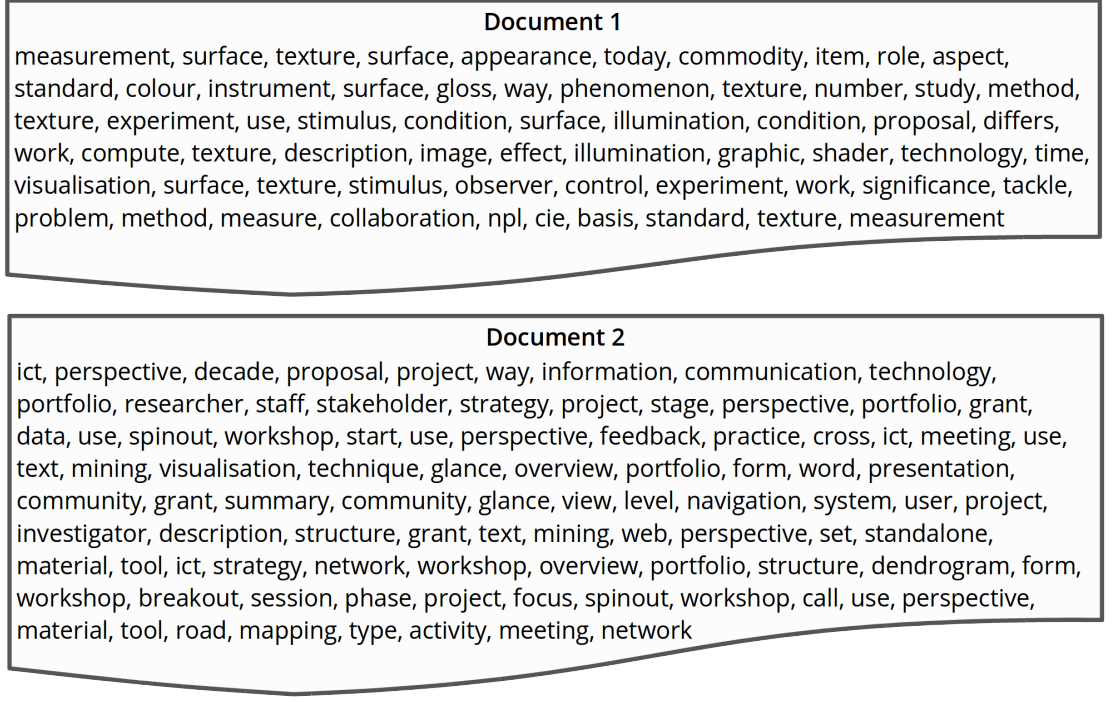 Document 1
measurement, surface, texture, surface, appearance, today, commodity, item, role, aspect,
standard, colour, instrument, surface, gloss, way, phenomenon, texture, number, study, method,
texture, experiment, use, stimulus, condition, surface, illumination, condition, proposal, differs,
work, compute, texture, description, image, effect, illumination, graphic, shader, technology, time,
visualisation, surface, texture, stimulus, observer, control, experiment, work, significance, tackle,
problem, method, measure, collaboration, npl, cie, basis, standard, texture, measurement
Document 2
ict, perspective, decade, proposal, project, way, information, communication, technology,
portfolio, researcher, staff, stakeholder, strategy, project, stage, perspective, portfolio, grant,
data, use, spinout, workshop, start, use, perspective, feedback, practice, cross, ict, meeting, use,
text, mining, visualisation, technique, glance, overview, portfolio, form, word, presentation,
community, grant, summary, community, glance, view, level, navigation, system, user, project,
investigator, description, structure, grant, text, mining, web, perspective, set, standalone,
material, tool, ict, strategy, network, workshop, overview, portfolio, structure, dendrogram, form,
workshop, breakout, session, phase, project, focus, spinout, workshop, call, use, perspective,
material, tool, road, mapping, type, activity, meeting, network